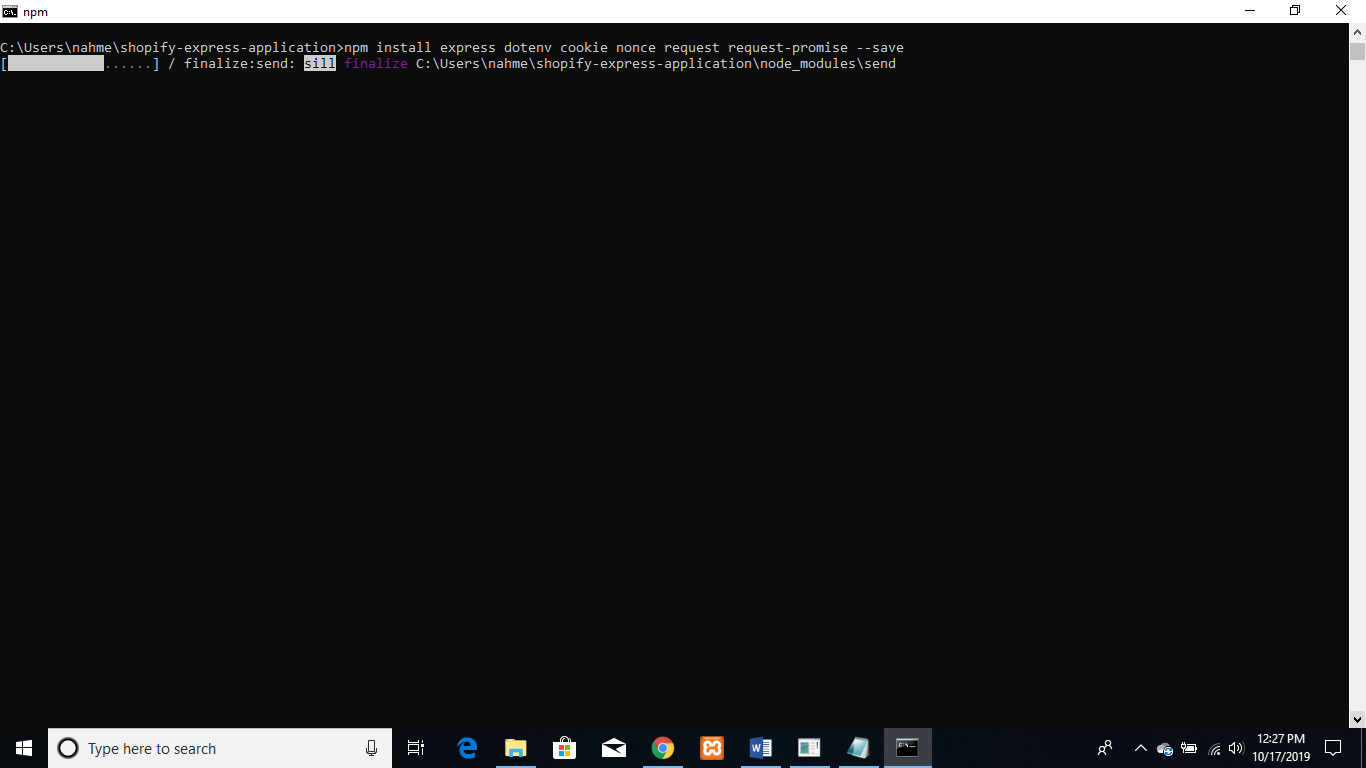 npm
C:\Users\nahme\shopify-express-application>npm install express dotenv cookie nonce request request-promise --save
[ ......] / finalize:send: sill finalize C:\Users\nahme\shopify-express-application\node_modules\send
Type here to search
12:27 PM
10/17/2019